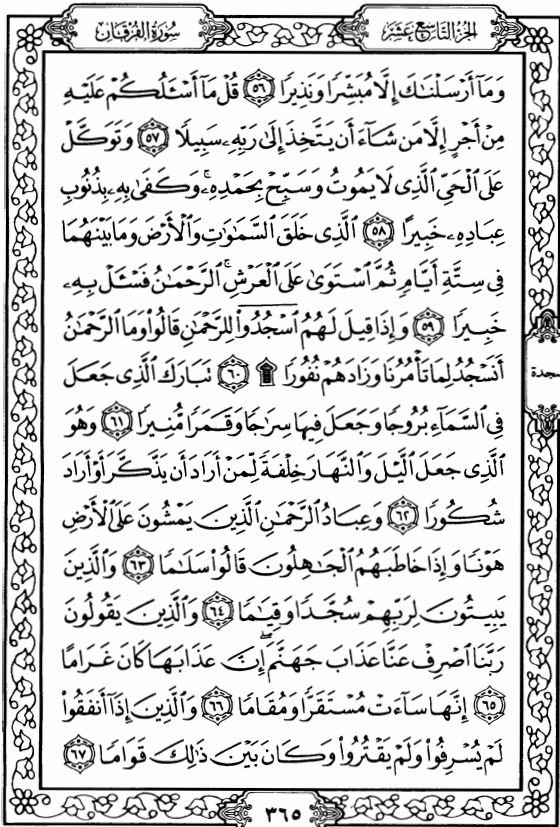 الجزء التاسع عشر سورة الفرقان
وَمَآ أَرْسَلْنَٰكَ إِلَّا مُبَشِّرًا وَنَذِيرًا ٥٦ قُلْ مَآ أَسْـَٔلُكُمْ عَلَيْهِ
مِنْ أَجْرٍ إِلَّا مَن شَآءَ أَن يَتَّخِذَ إِلَىٰ رَبِّهِۦ سَبِيلًا ٥٧ وَتَوَكَّلْ
عَلَى ٱلْحَىِّ ٱلَّذِى لَا يَمُوتُ وَسَبِّحْ بِحَمْدِهِۦ ۚ وَكَفَىٰ بِهِۦ بِذُنُوبِ
عِبَادِهِۦ خَبِيرًا ٥٨ ٱلَّذِى خَلَقَ ٱلسَّمَٰوَٰتِ وَٱلْأَرْضَ وَمَا بَيْنَهُمَا
فِى سِتَّةِ أَيَّامٍ ثُمَّ ٱسْتَوَىٰ عَلَى ٱلْعَرْشِ ۚ ٱلرَّحْمَٰنُ فَسْـَٔلْ بِهِۦ
خَبِيرًا ٥٩ وَإِذَا قِيلَ لَهُمُ ٱسْجُدُوا۟ لِلرَّحْمَٰنِ قَالُوا۟ وَمَا ٱلرَّحْمَٰنُ
أَنَسْجُدُ لِمَا تَأْمُرُنَا وَزَادَهُمْ نُفُورًا ۩ ٦٠ تَبَارَكَ ٱلَّذِى جَعَلَ
سجدة
فِى ٱلسَّمَآءِ بُرُوجًا وَجَعَلَ فِيهَا سِرَٰجًا وَقَمَرًا مُّنِيرًا ٦١ وَهُوَ
ٱلَّذِى جَعَلَ ٱلَّيْلَ وَٱلنَّهَارَ خِلْفَةً لِّمَنْ أَرَادَ أَن يَذَّكَّرَ أَوْ أَرَادَ
شُكُورًا ٦٢ وَعِبَادُ ٱلرَّحْمَٰنِ ٱلَّذِينَ يَمْشُونَ عَلَى ٱلْأَرْضِ
هَوْنًا وَإِذَا خَاطَبَهُمُ ٱلْجَٰهِلُونَ قَالُوا۟ سَلَٰمًا ٦٣ وَٱلَّذِينَ
يَبِيتُونَ لِرَبِّهِمْ سُجَّدًا وَقِيَٰمًا ٦٤ وَٱلَّذِينَ يَقُولُونَ
رَبَّنَا ٱصْرِفْ عَنَّا عَذَابَ جَهَنَّمَ ۖ إِنَّ عَذَابَهَا كَانَ غَرَامًا
٦٥ إِنَّهَا سَآءَتْ مُسْتَقَرًّا وَمُقَامًا ٦٦ وَٱلَّذِينَ إِذَآ أَنفَقُوا۟
لَمْ يُسْرِفُوا۟ وَلَمْ يَقْتُرُوا۟ وَكَانَ بَيْنَ ذَٰلِكَ قَوَامًا ٦٧
٣٦٥